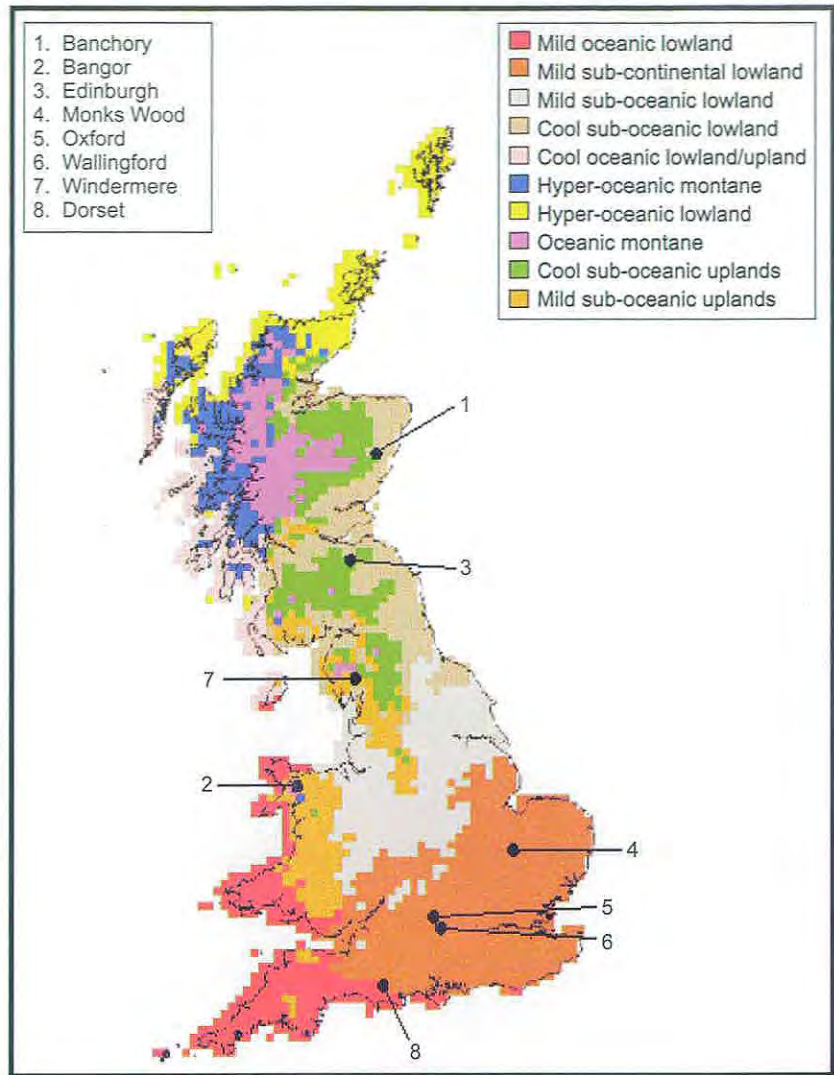 1. Banchory
2. Bangor
3. Edinburgh
4. Monks Wood
5. Oxford
6. Wallingford
7. Windermere
8. Dorset
Mild oceanic lowland
Mild sub-continental lowland
Mild sub-oceanic lowland
Cool sub-oceanic lowland
Cool oceanic lowland/upland
Hyper-oceanic montane
Hyper-oceanic lowland
Oceanic montane
Cool sub-oceanic uplands
Mild sub-oceanic uplands
1
3
7
2
4
5
6
8